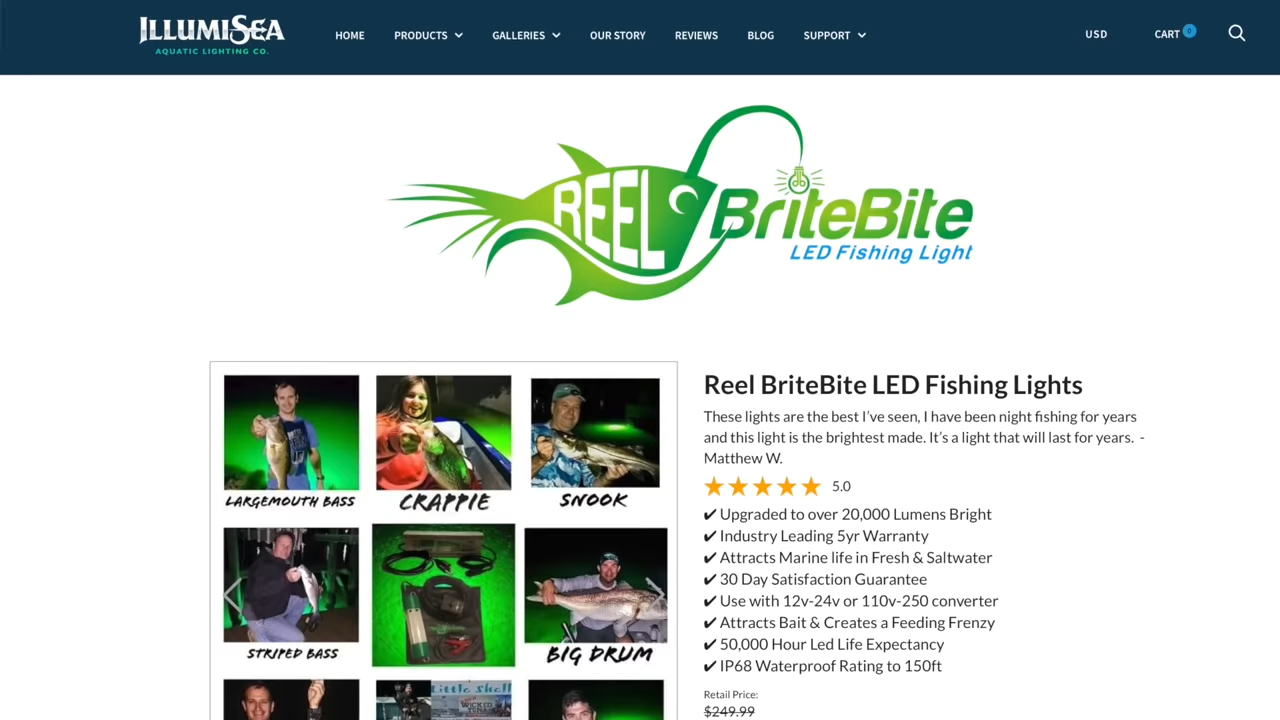 ILLUMISEA
AQUATIC LIGHTING CO.
HOME
PRODUCTS
GALLERIES
OUR STORY
REVIEWS
BLOG
SUPPORT
USD
CART 0
REEL BriteBite
LED Fishing Light
LARGEMOUTH BASS
CRAPPIE
SNOOK
STRIPED BASS
BIG DRUM
Little Shell
WICKED
Reel BriteBite LED Fishing Lights
These lights are the best I've seen, I have been night fishing for years
and this light is the brightest made. It's a light that will last for years. -
Matthew W.
5.0
✔ Upgraded to over 20,000 Lumens Bright
✔ Industry Leading 5yr Warranty
✔ Attracts Marine life in Fresh & Saltwater
✔ 30 Day Satisfaction Guarantee
✔ Use with 12v-24v or 110v-250 converter
✔ Attracts Bait & Creates a Feeding Frenzy
✔ 50,000 Hour Led Life Expectancy
✔ IP68 Waterproof Rating to 150ft
Retail Price:
$249.99